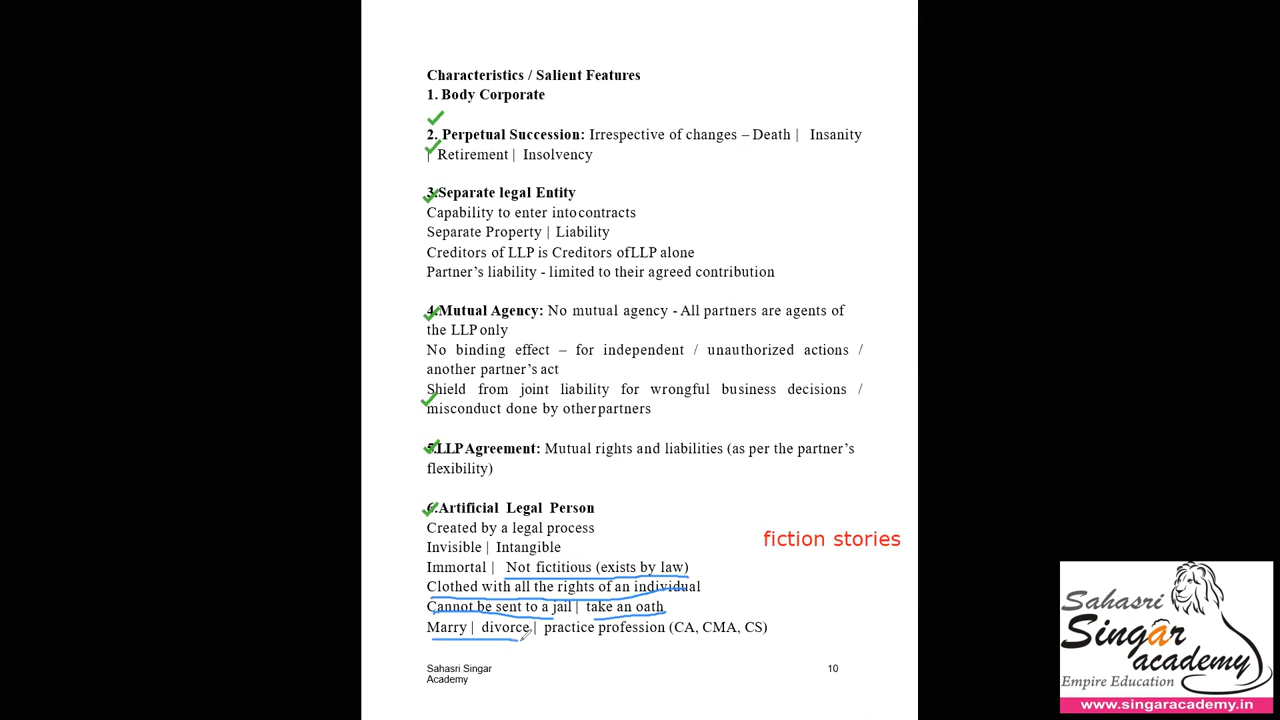 Characteristics / Salient Features
1. Body Corporate
2. Perpetual Succession: Irrespective of changes – Death | Insanity
| Retirement | Insolvency
3.Separate legal Entity
Capability to enter into contracts
Separate Property | Liability
Creditors of LLP is Creditors of LLP alone
Partner's liability - limited to their agreed contribution
4.Mutual Agency: No mutual agency - All partners are agents of
the LLP only
No binding effect – for independent / unauthorized actions /
another partner's act
Shield from joint liability for wrongful business decisions /
misconduct done by other partners
5.LLP Agreement: Mutual rights and liabilities (as per the partner's
flexibility)
6.Artificial Legal Person
Created by a legal process
Invisible | Intangible
fiction stories
Immortal | Not fictitious (exists by law)
Clothed with all the rights of an individual
Cannot be sent to a jail | take an oath
Marry | divorce | practice profession (CA, CMA, CS)
Sahasri Singar
Academy
10
Sahasri
Singar
academy
Empire Education
www.singaracademy.in